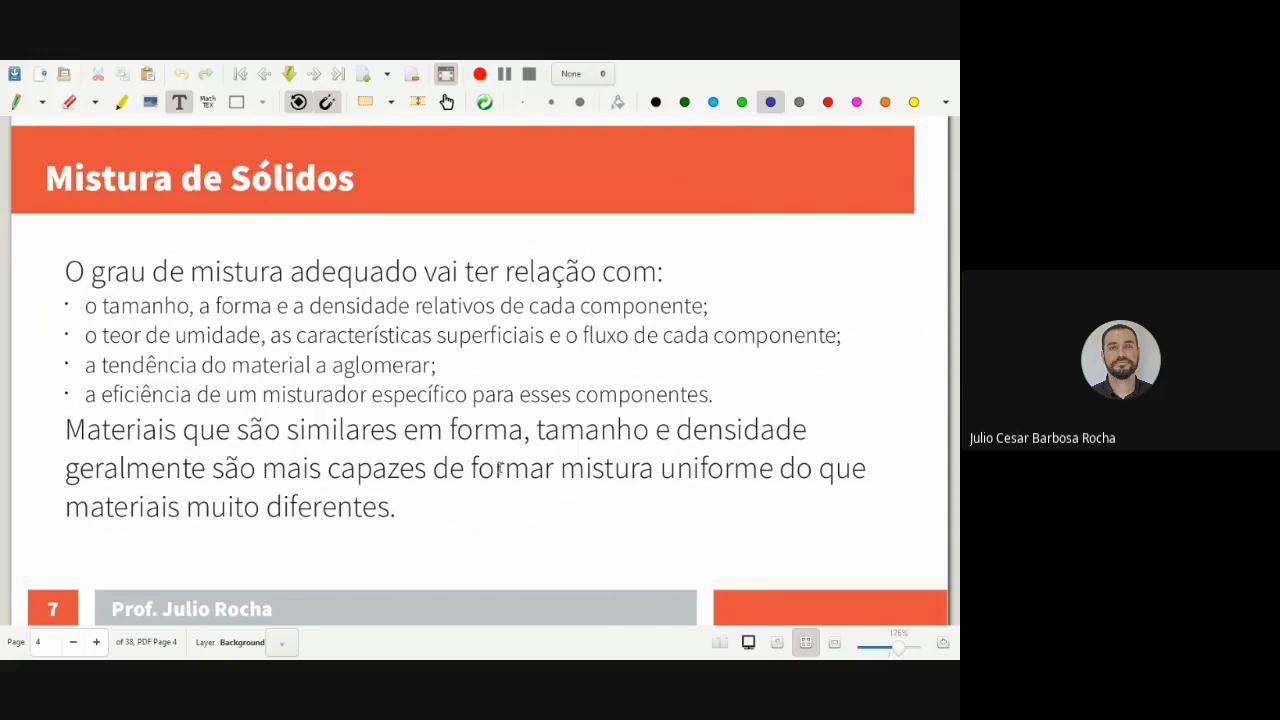 None 0
Math TEX
Mistura de Sólidos
O grau de mistura adequado vai ter relação com:
· o tamanho, a forma e a densidade relativos de cada componente;
· o teor de umidade, as características superficiais e o fluxo de cada componente;
· a tendência do material a aglomerar;
· a eficiência de um misturador específico para esses componentes.
Materiais que são similares em forma, tamanho e densidade
geralmente são mais capazes de formar mistura uniforme do que
materiais muito diferentes.
Julio Cesar Barbosa Rocha
7 Prof. Julio Rocha
Page: 4 of 38, PDF Page 4 Layer Background 176%